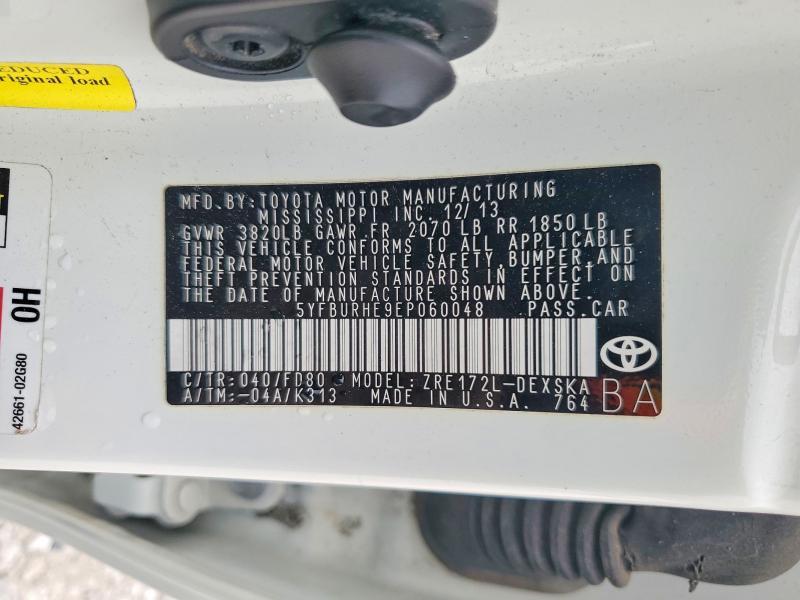 EDUCED
riginal load
T
OH
42661-02G80
MFD. BY: TOYOTA MOTOR MANUFACTURING
MISSISSIPPI INC. 12/13
GVWR 3820LB GAWR FR 2070 LB RR 1850 LB
THIS VEHICLE CONFORMS TO ALL APPLICABLE
FEDERAL MOTOR VEHICLE SAFETY, BUMPER, AND
THEFT PREVENTION STANDARDS IN EFFECT ON
THE DATE OF MANUFACTURE SHOWN ABOVE.
5YFBURHE9EP060048 PASS. CAR
C/TR: 040/FD80 MODEL: ZRE172L-DEXSKA
A/TM: -04A/K313 MADE IN U.S.A. 764
BA